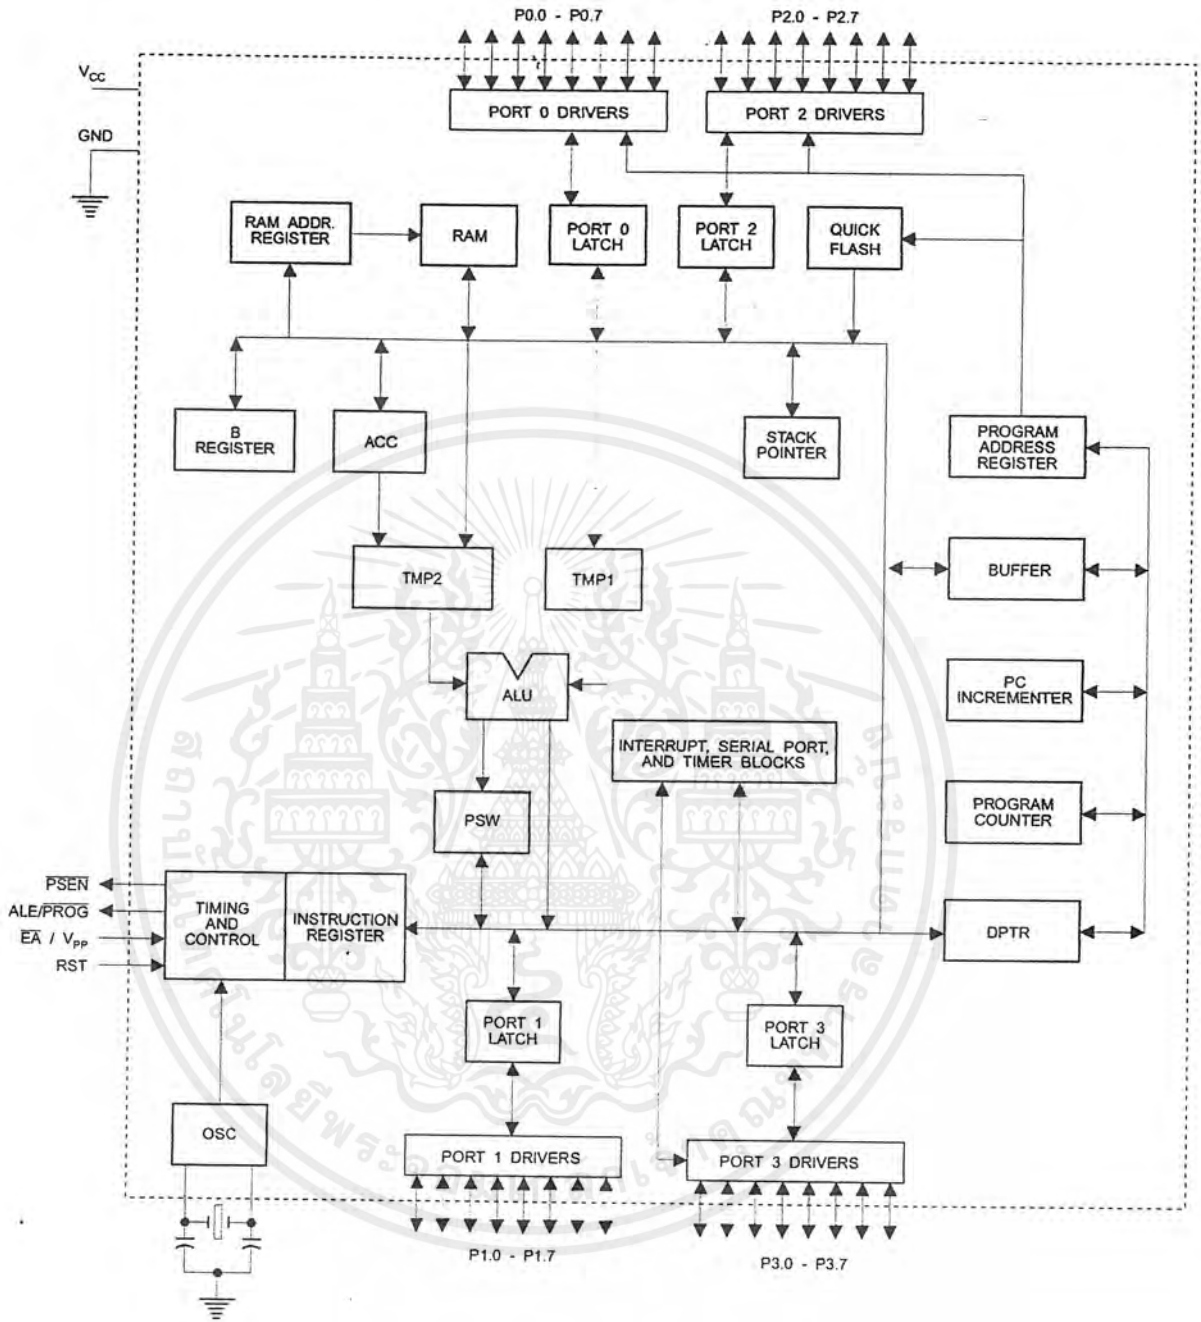 P0.0 - P0.7
P2.0 - P2.7
VCC
GND
PORT 0 DRIVERS
PORT 2 DRIVERS
RAM ADDR.
REGISTER
RAM
PORT 0
LATCH
PORT 2
LATCH
QUICK
FLASH
B
REGISTER
ACC
STACK
POINTER
PROGRAM
ADDRESS
REGISTER
TMP2
TMP1
BUFFER
ALU
PC
INCREMENTER
INTERRUPT, SERIAL PORT,
AND TIMER BLOCKS
PSW
PROGRAM
COUNTER
PSEN
ALE/PROG
EA / VPP
RST
TIMING
AND
CONTROL
INSTRUCTION
REGISTER
DPTR
PORT 1
LATCH
PORT 3
LATCH
OSC
PORT 1 DRIVERS
PORT 3 DRIVERS
P1.0 - P1.7
P3.0 - P3.7